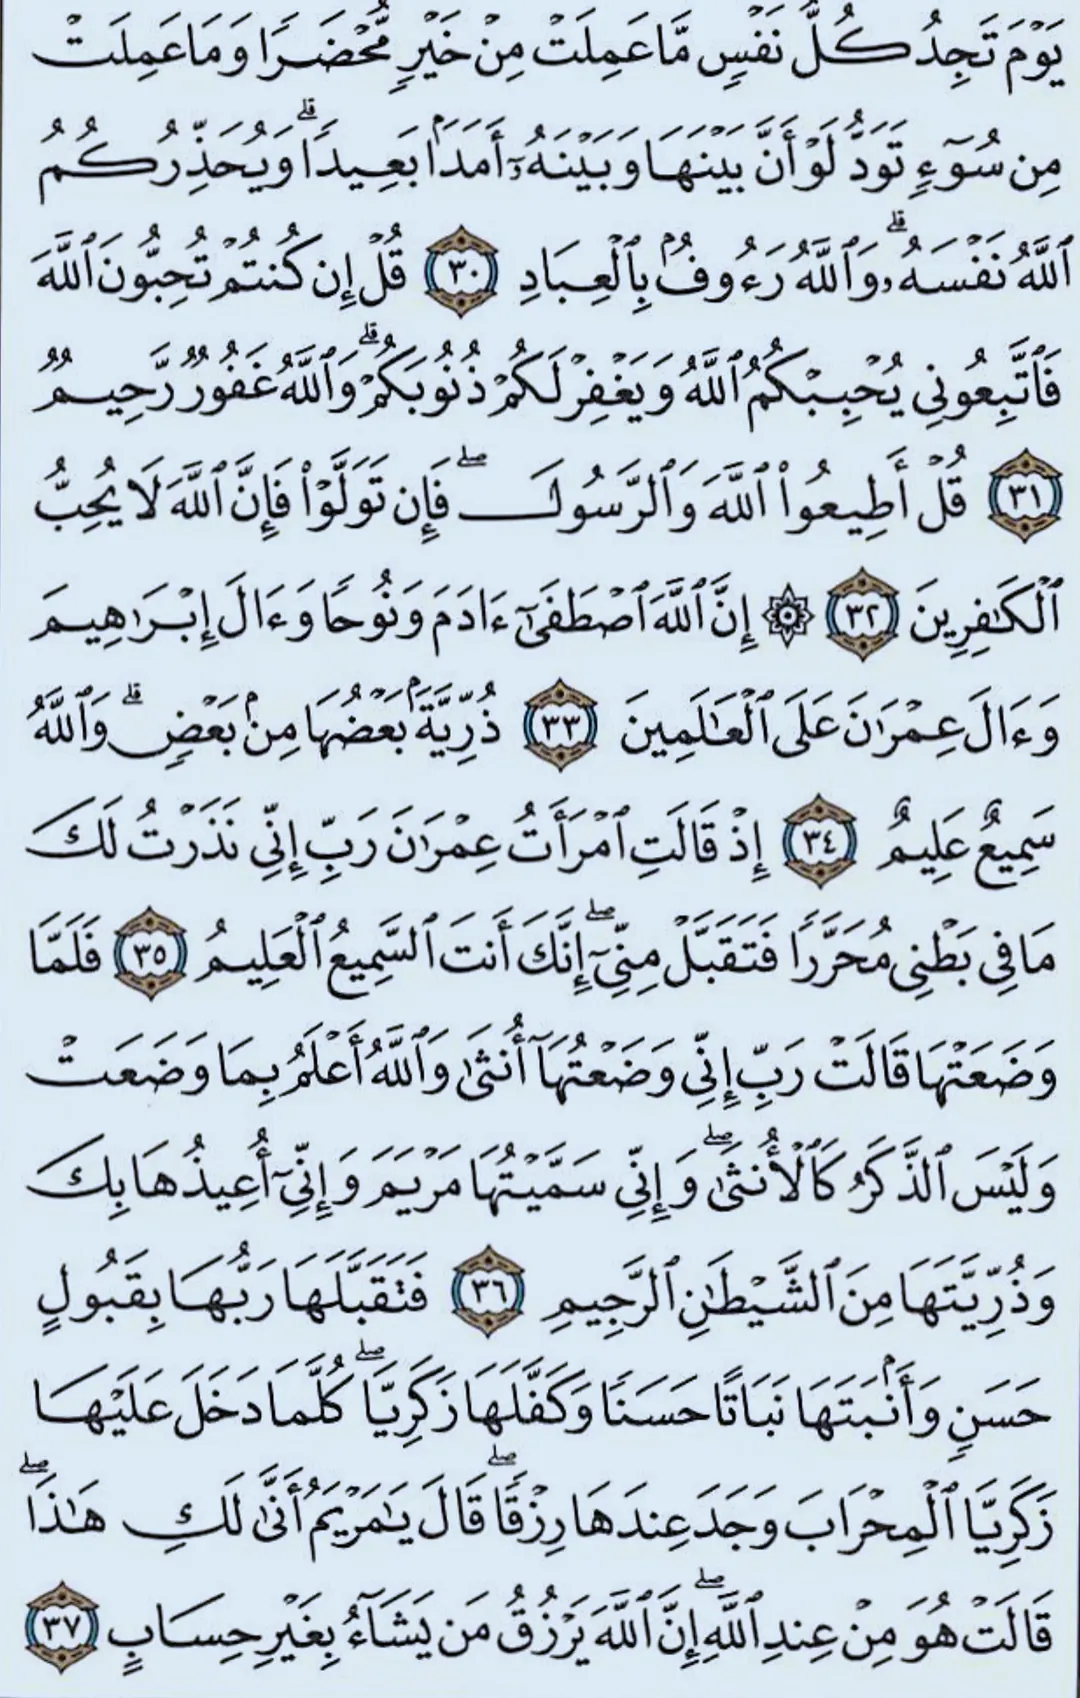 يَوْمَ تَجِدُ كُلُّ نَفْسٍ مَّا عَمِلَتْ مِنْ خَيْرٍ مُّحْضَرًا وَمَا عَمِلَتْ
مِن سُوٓءٍ تَوَدُّ لَوْ أَنَّ بَيْنَهَا وَبَيْنَهُۥٓ أَمَدَۢا بَعِيدًاۗ وَيُحَذِّرُكُمُ
ٱللَّهُ نَفْسَهُۥۗ وَٱللَّهُ رَءُوفُۢ بِٱلْعِبَادِ ٣٠ قُلْ إِن كُنتُمْ تُحِبُّونَ ٱللَّهَ
فَٱتَّبِعُونِي يُحْبِبْكُمُ ٱللَّهُ وَيَغْفِرْ لَكُمْ ذُنُوبَكُمْۗ وَٱللَّهُ غَفُورٌ رَّحِيمٌ
٣١ قُلْ أَطِيعُوا۟ ٱللَّهَ وَٱلرَّسُولَۖ فَإِن تَوَلَّوْا۟ فَإِنَّ ٱللَّهَ لَا يُحِبُّ
ٱلْكَٰفِرِينَ ٣٢ ۞ إِنَّ ٱللَّهَ ٱصْطَفَىٰٓ ءَادَمَ وَنُوحًا وَءَالَ إِبْرَٰهِيمَ
وَءَالَ عِمْرَٰنَ عَلَى ٱلْعَٰلَمِينَ ٣٣ ذُرِّيَّةَۢ بَعْضُهَا مِنۢ بَعْضٍۗ وَٱللَّهُ
سَمِيعٌ عَلِيمٌ ٣٤ إِذْ قَالَتِ ٱمْرَأَتُ عِمْرَٰنَ رَبِّ إِنِّي نَذَرْتُ لَكَ
مَا فِي بَطْنِي مُحَرَّرًا فَتَقَبَّلْ مِنِّيٓۖ إِنَّكَ أَنتَ ٱلسَّمِيعُ ٱلْعَلِيمُ ٣٥ فَلَمَّا
وَضَعَتْهَا قَالَتْ رَبِّ إِنِّي وَضَعْتُهَآ أُنثَىٰ وَٱللَّهُ أَعْلَمُ بِمَا وَضَعَتْ
وَلَيْسَ ٱلذَّكَرُ كَٱلْأُنثَىٰۖ وَإِنِّي سَمَّيْتُهَا مَرْيَمَ وَإِنِّيٓ أُعِيذُهَا بِكَ
وَذُرِّيَّتَهَا مِنَ ٱلشَّيْطَٰنِ ٱلرَّجِيمِ ٣٦ فَتَقَبَّلَهَا رَبُّهَا بِقَبُولٍ
حَسَنٍ وَأَنۢبَتَهَا نَبَاتًا حَسَنًا وَكَفَّلَهَا زَكَرِيَّاۖ كُلَّمَا دَخَلَ عَلَيْهَا
زَكَرِيَّا ٱلْمِحْرَابَ وَجَدَ عِندَهَا رِزْقًاۖ قَالَ يَٰمَرْيَمُ أَنَّىٰ لَكِ هَٰذَاۖ
قَالَتْ هُوَ مِنْ عِندِ ٱللَّهِۖ إِنَّ ٱللَّهَ يَرْزُقُ مَن يَشَآءُ بِغَيْرِ حِسَابٍ ٣٧